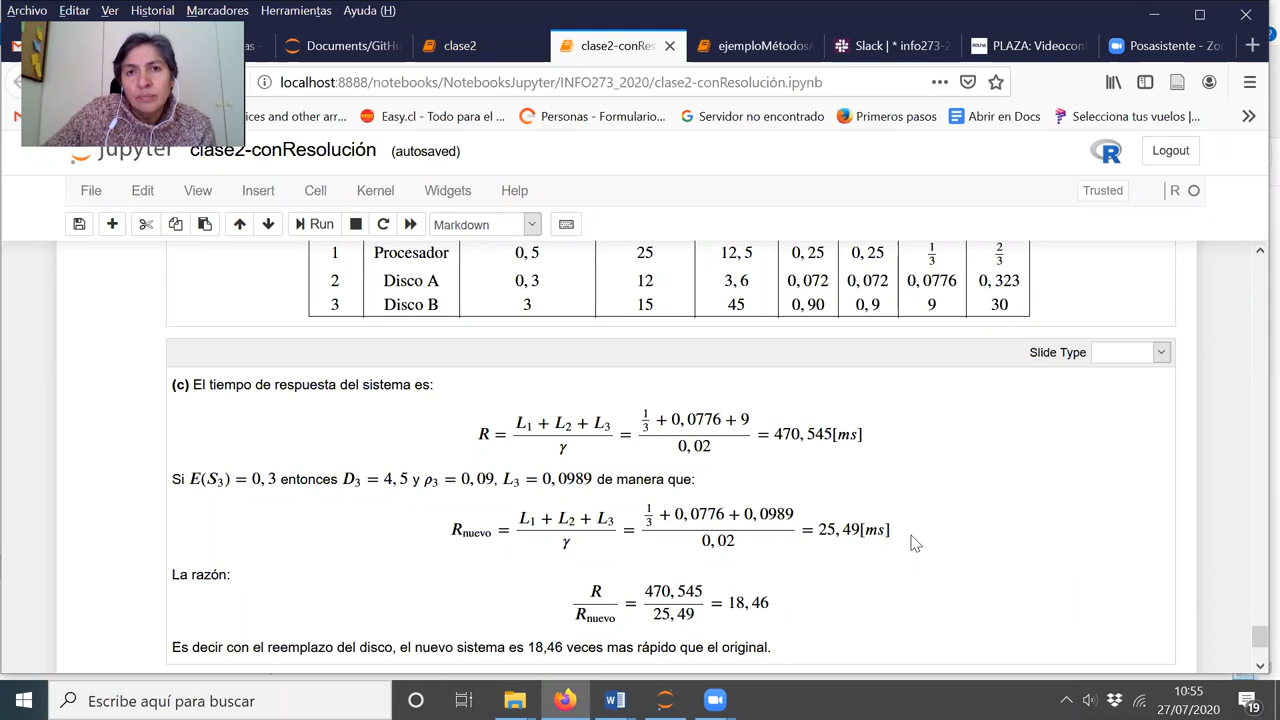 Archivo Editar Ver Historial Marcadores Herramientas Ayuda (H)
Documents/GitHu clase2 clase2-conReso ejemploMétodos Slack | * info273- PLAZA: Videocon Posasistente - Zoo
localhost:8888/notebooks/NotebooksJupyter/INFO273_2020/clase2-conResolución.ipynb
ices and other arr... Easy.cl - Todo para el ... Personas - Formulario... Servidor no encontrado Primeros pasos Abrir en Docs Selecciona tus vuelos |...
jupyter clase2-conResolución (autosaved) Logout
File Edit View Insert Cell Kernel Widgets Help Trusted R
Run Markdown
1 Procesador 0, 5 25 12, 5 0, 25 0, 25 1/3 2/3
2 Disco A 0, 3 12 3, 6 0, 072 0, 072 0, 0776 0, 323
3 Disco B 3 15 45 0, 90 0, 9 9 30
Slide Type
(c) El tiempo de respuesta del sistema es:
R = (L₁ + L₂ + L₃)/γ = (1/3 + 0, 0776 + 9)/0, 02 = 470, 545[ms]
Si E(S₃) = 0, 3 entonces D₃ = 4, 5 y ρ₃ = 0, 09, L₃ = 0, 0989 de manera que:
Rnuevo = (L₁ + L₂ + L₃)/γ = (1/3 + 0, 0776 + 0, 0989)/0, 02 = 25, 49[ms]
La razón:
R/Rnuevo = 470, 545/25, 49 = 18, 46
Es decir con el reemplazo del disco, el nuevo sistema es 18,46 veces mas rápido que el original.
Escribe aquí para buscar
10:55
27/07/2020
19